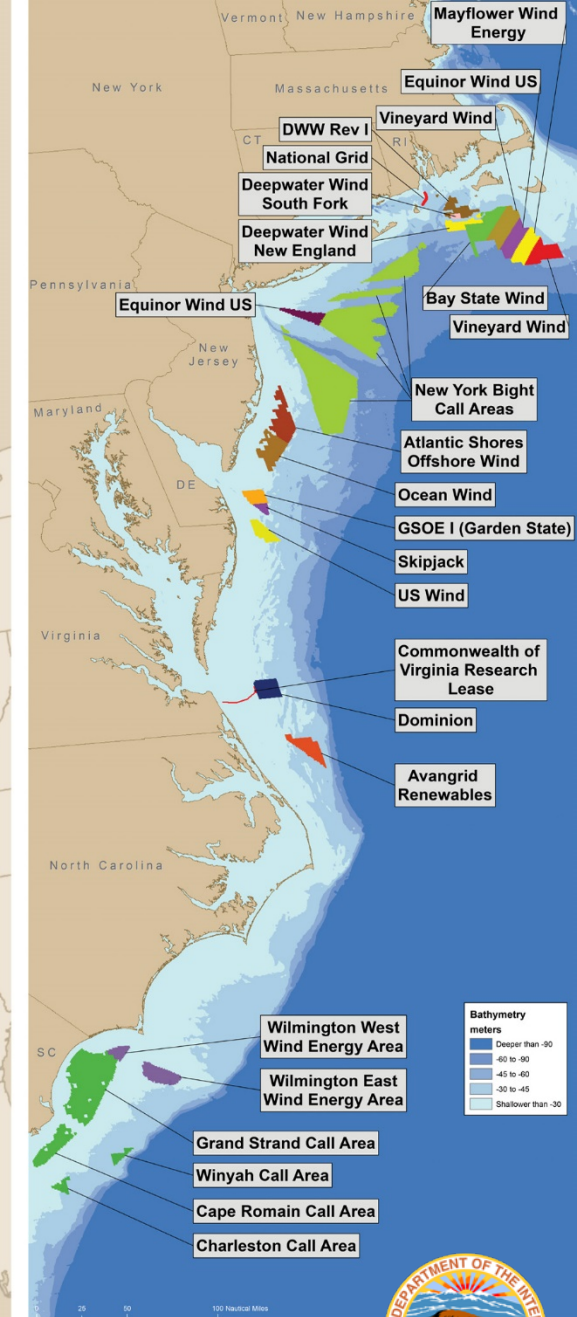 Vermont
New Hampshire
Mayflower Wind
Energy
New York
Massachusetts
Equinor Wind US
Vineyard Wind
DWW Rev I
CT
RI
National Grid
Deepwater Wind
South Fork
Deepwater Wind
New England
Pennsylvania
Equinor Wind US
Bay State Wind
Vineyard Wind
New
Jersey
New York Bight
Call Areas
Maryland
Atlantic Shores
Offshore Wind
DE
Ocean Wind
GSOE I (Garden State)
Skipjack
US Wind
Virginia
Commonwealth of
Virginia Research
Lease
Dominion
Avangrid
Renewables
North Carolina
Bathymetry
meters
Deeper than -90
-60 to -90
-45 to -60
-30 to -45
Shallower than -30
SC
Wilmington West
Wind Energy Area
Wilmington East
Wind Energy Area
Grand Strand Call Area
Winyah Call Area
Cape Romain Call Area
Charleston Call Area
0 25 50 100 Nautical Miles
DEPARTMENT OF THE INTE